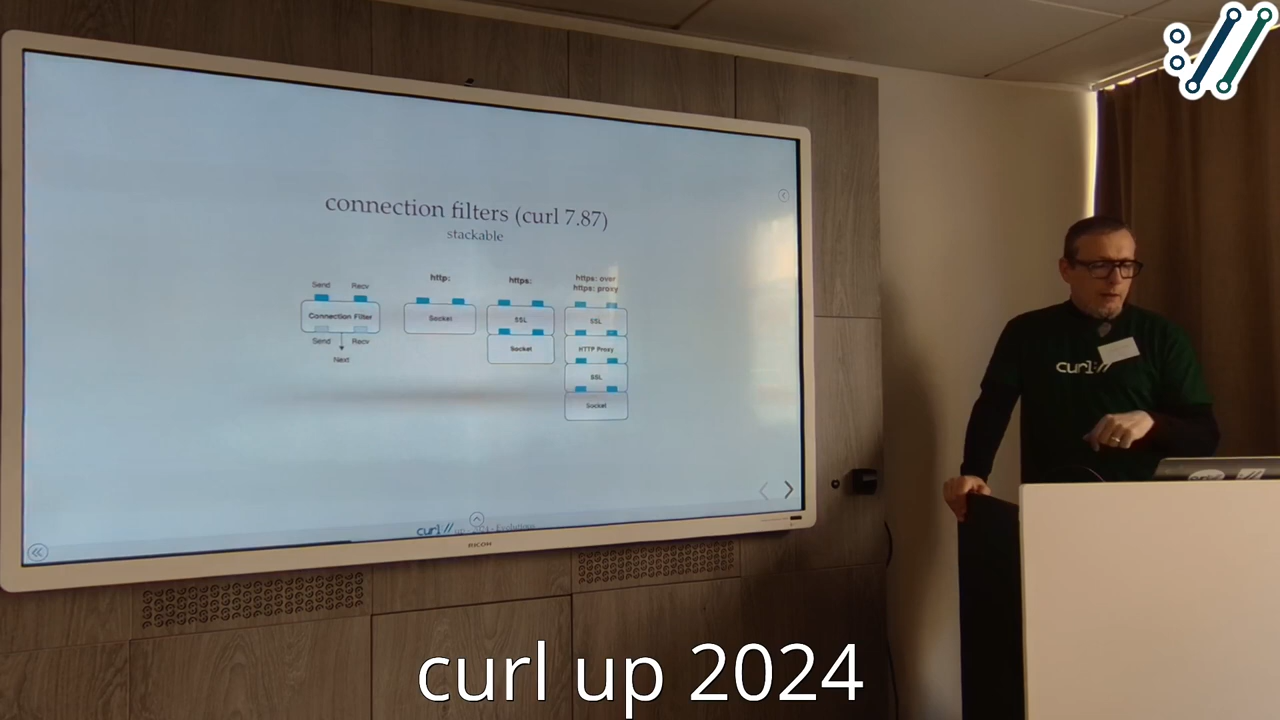 connection filters (curl 7.87)
stackable
Send Recv
Connection Filter
Send Recv
Next
http:
Socket
https:
SSL
Socket
https: over
https: proxy
SSL
HTTP Proxy
SSL
Socket
curl://
RICOH
curl://
curl up 2024